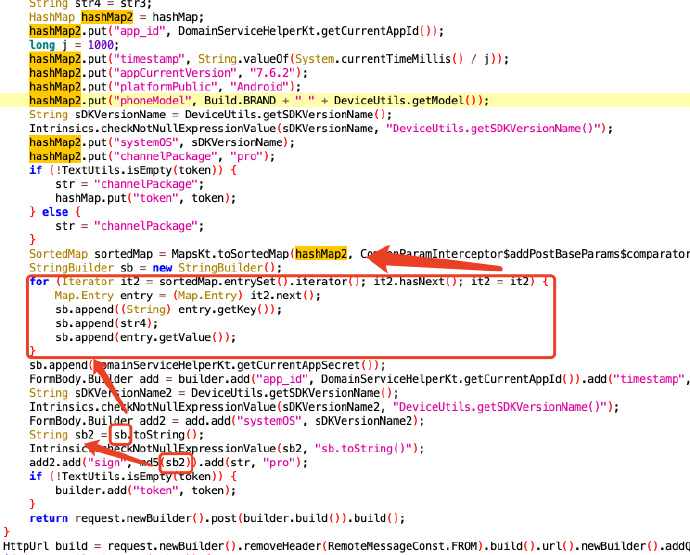 String str4 = str3;
HashMap hashMap2 = hashMap;
hashMap2.put("app_id", DomainServiceHelperKt.getCurrentAppId());
long j = 1000;
hashMap2.put("timestamp", String.valueOf(System.currentTimeMillis() / j));
hashMap2.put("appCurrentVersion", "7.6.2");
hashMap2.put("platformPublic", "Android");
hashMap2.put("phoneModel", Build.BRAND + " " + DeviceUtils.getModel());
String sDKVersionName = DeviceUtils.getSDKVersionName();
Intrinsics.checkNotNullExpressionValue(sDKVersionName, "DeviceUtils.getSDKVersionName()");
hashMap2.put("systemOS", sDKVersionName);
hashMap2.put("channelPackage", "pro");
if (!TextUtils.isEmpty(token)) {
str = "channelPackage";
hashMap.put("token", token);
} else {
str = "channelPackage";
}
SortedMap sortedMap = MapsKt.toSortedMap(hashMap2, CommonParamInterceptor$addPostBaseParams$comparator
StringBuilder sb = new StringBuilder();
for (Iterator it2 = sortedMap.entrySet().iterator(); it2.hasNext(); it2 = it2) {
Map.Entry entry = (Map.Entry) it2.next();
sb.append((String) entry.getKey());
sb.append(str4);
sb.append(entry.getValue());
}
sb.append(DomainServiceHelperKt.getCurrentAppSecret());
FormBody.Builder add = builder.add("app_id", DomainServiceHelperKt.getCurrentAppId()).add("timestamp",
String sDKVersionName2 = DeviceUtils.getSDKVersionName();
Intrinsics.checkNotNullExpressionValue(sDKVersionName2, "DeviceUtils.getSDKVersionName()");
FormBody.Builder add2 = add.add("systemOS", sDKVersionName2);
String sb2 = sb.toString();
Intrinsics.checkNotNullExpressionValue(sb2, "sb.toString()");
add2.add("sign", md5(sb2)).add(str, "pro");
if (!TextUtils.isEmpty(token)) {
builder.add("token", token);
}
return request.newBuilder().post(builder.build()).build();
}
HttpUrl build = request.newBuilder().removeHeader(RemoteMessageConst.FROM).build().url().newBuilder().addQ